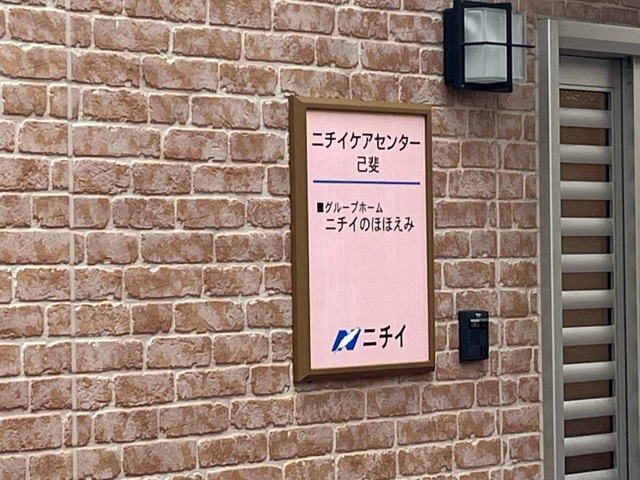 ニチイケアセンター
己斐
■グループホーム
ニチイのほほえみ
ニチイ